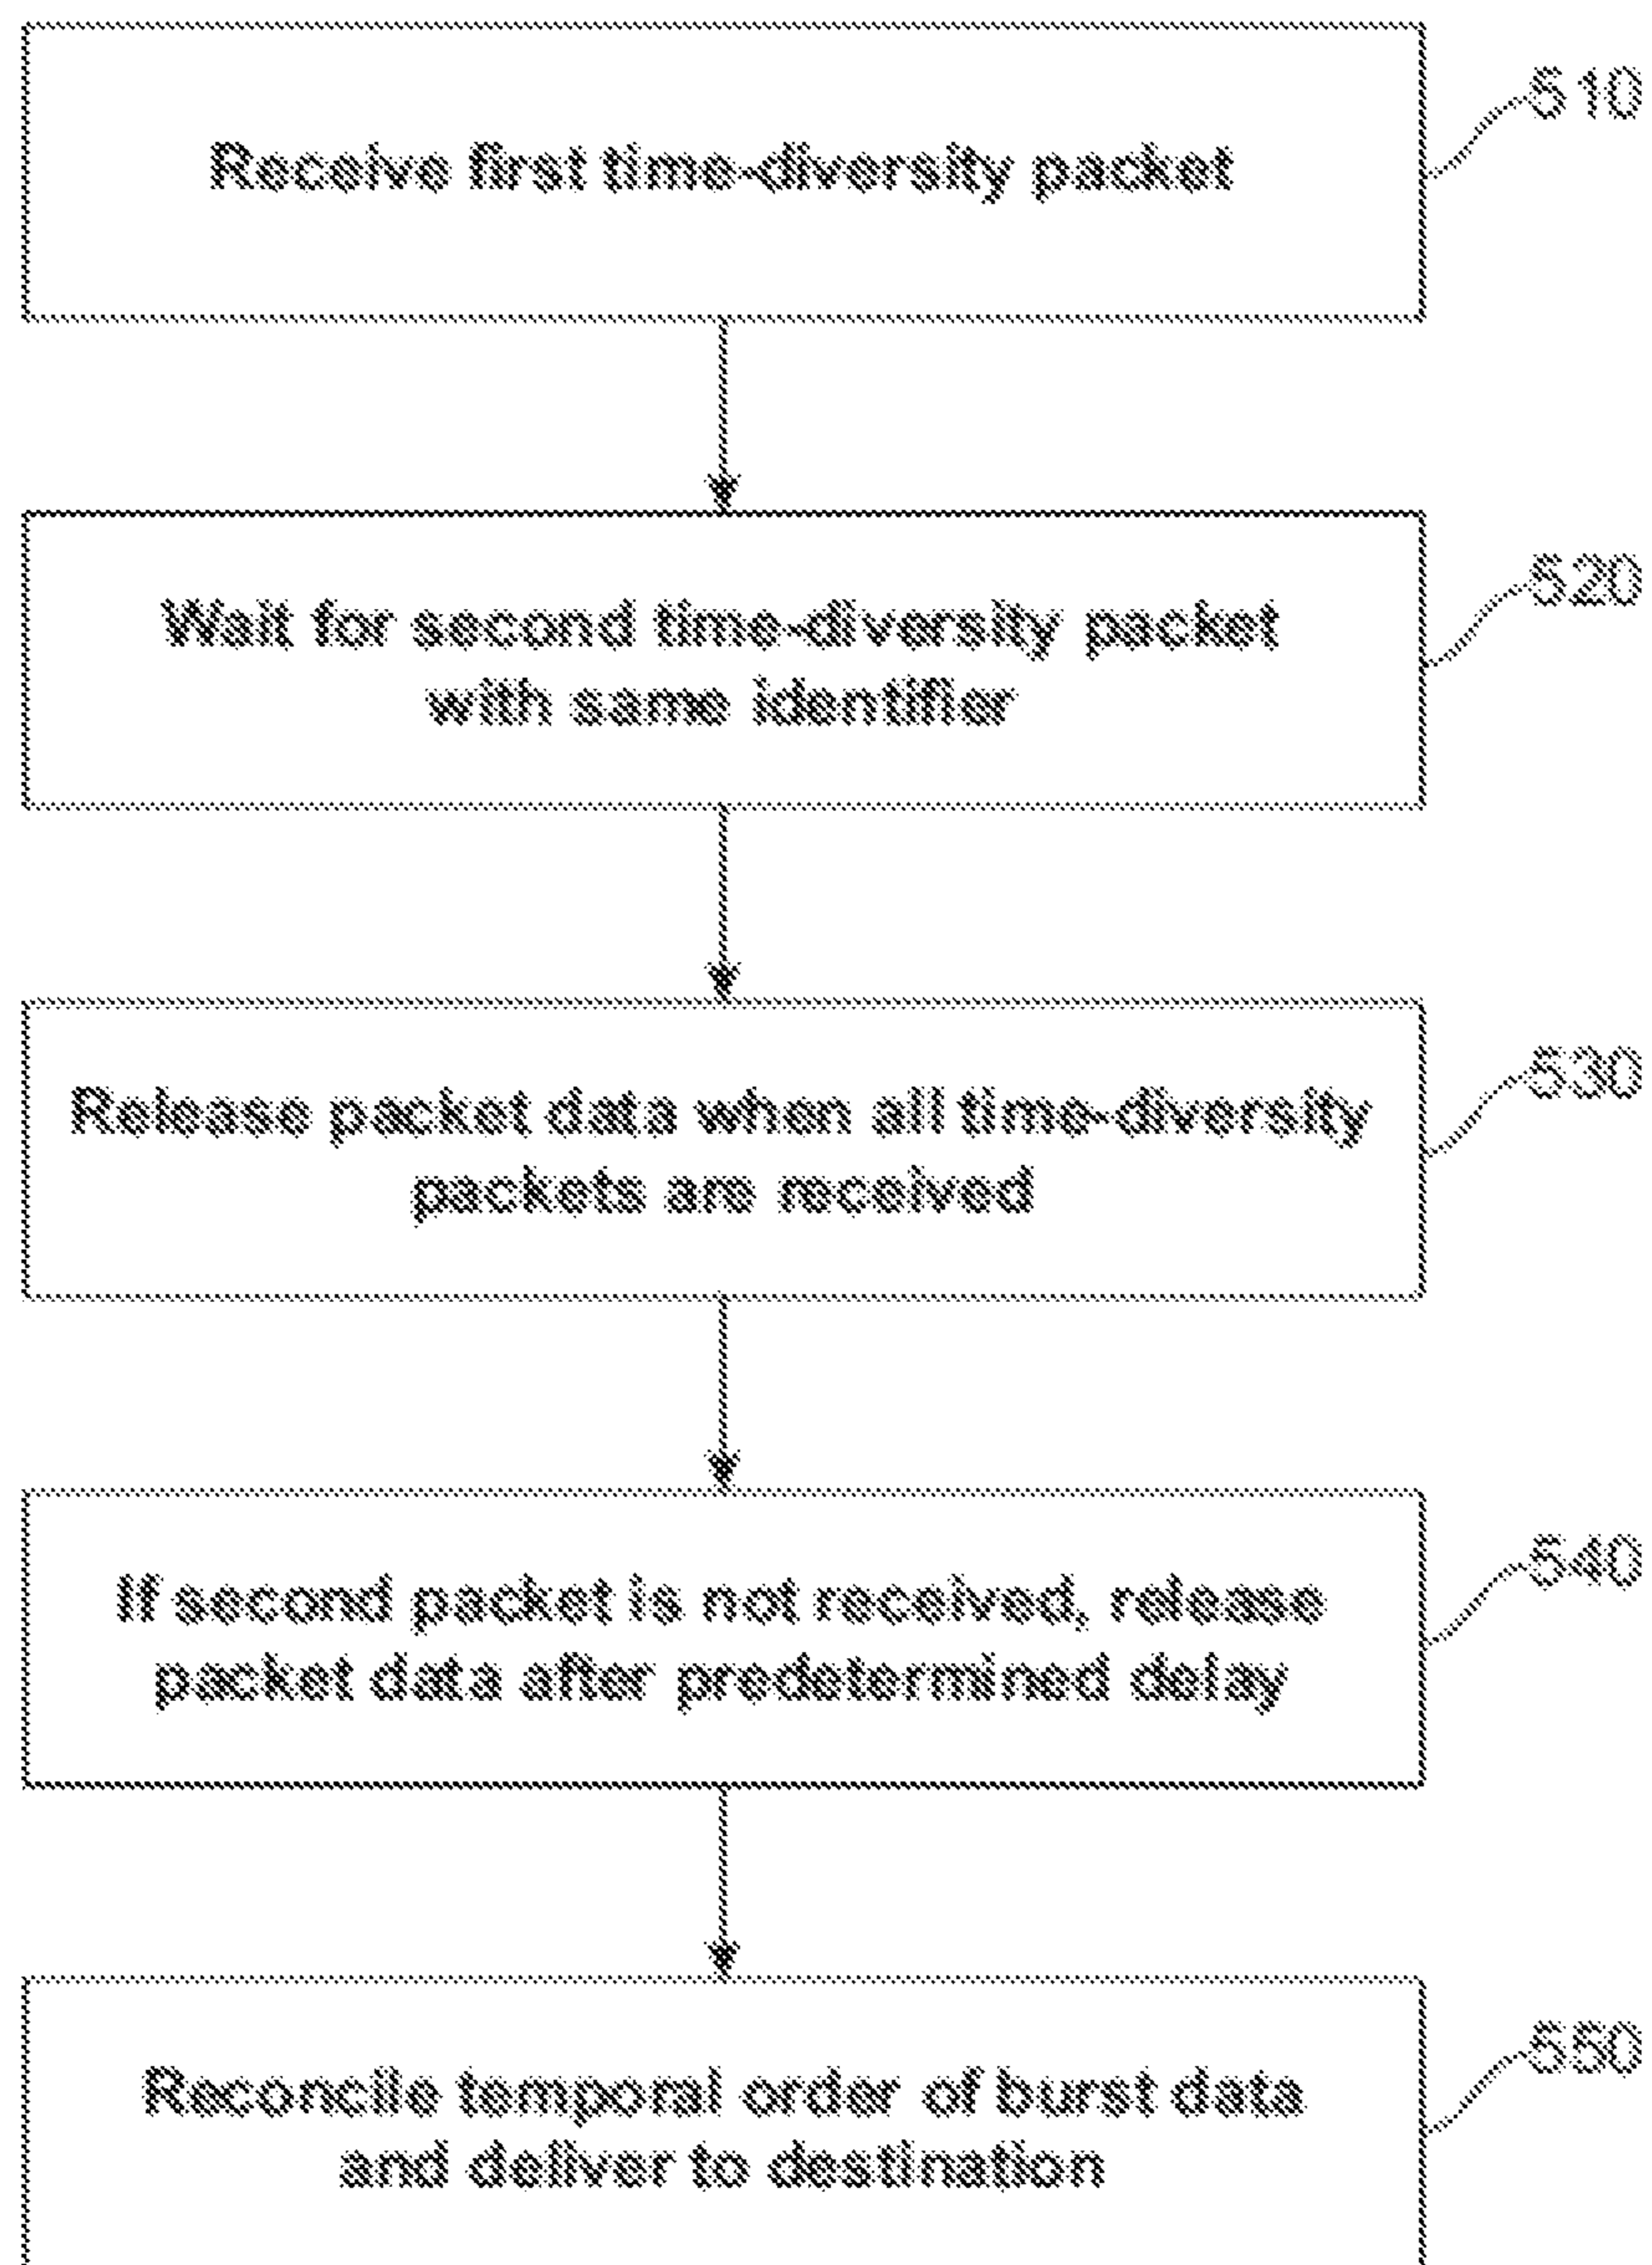 Receive first time-diversity packet
510
Wait for second time-diversity packet
with same identifier
520
Release packet data when all time-diversity
packets are received
530
If second packet is not received, release
packet data after predetermined delay
540
Reconcile temporal order of burst data
and deliver to destination
550